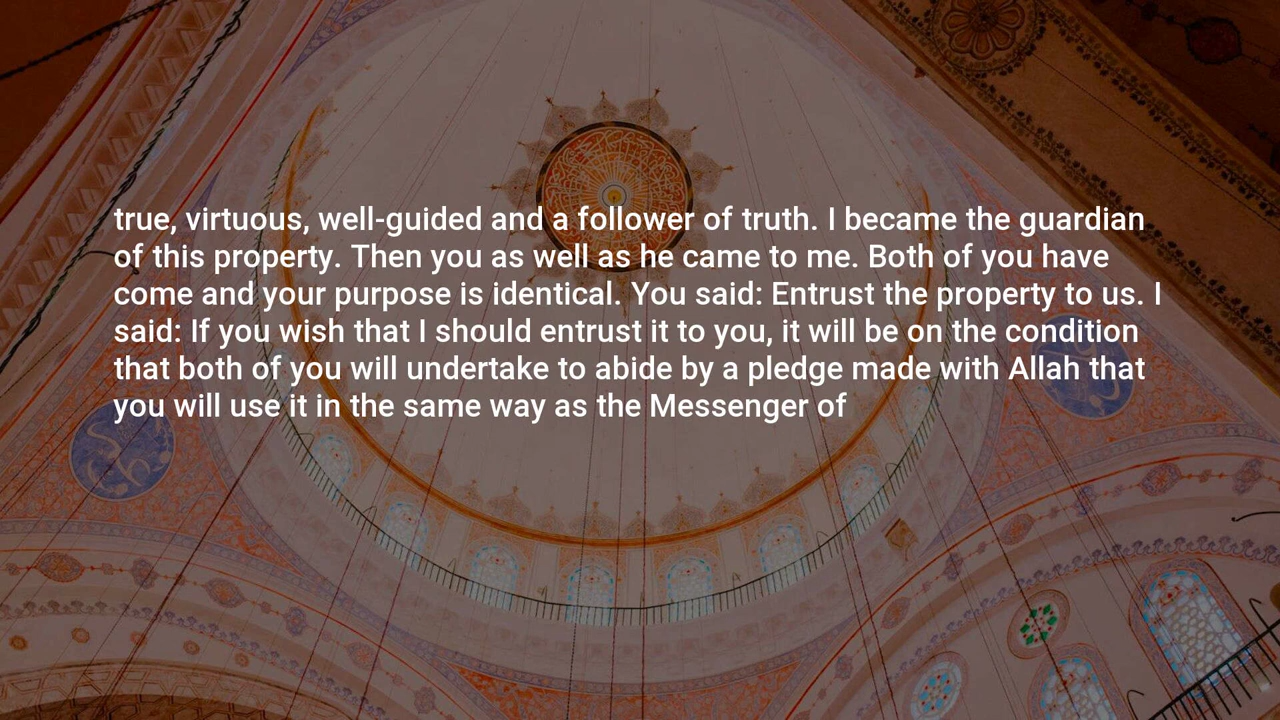 true, virtuous, well-guided and a follower of truth. I became the guardian
of this property. Then you as well as he came to me. Both of you have
come and your purpose is identical. You said: Entrust the property to us. I
said: If you wish that I should entrust it to you, it will be on the condition
that both of you will undertake to abide by a pledge made with Allah that
you will use it in the same way as the Messenger of